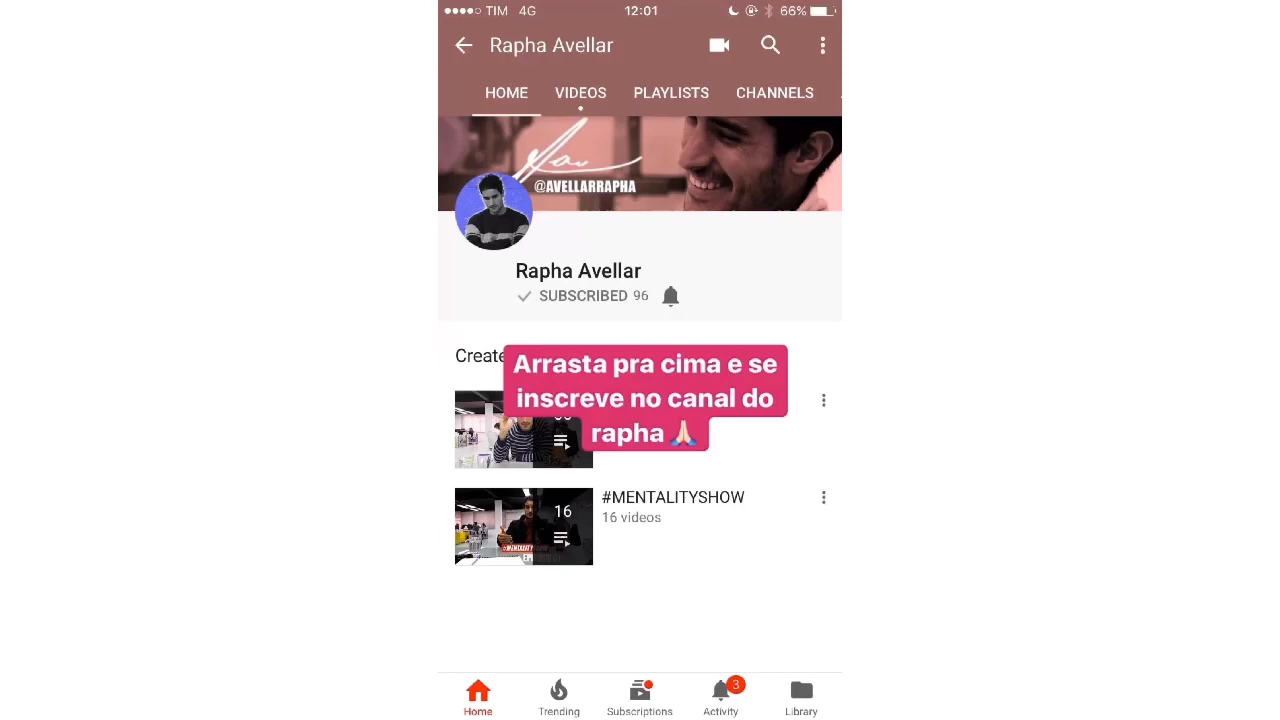 TIM 4G 12:01 66%
Rapha Avellar
HOME VIDEOS PLAYLISTS CHANNELS
@AVELLARRAPHA
Rapha Avellar
SUBSCRIBED 96
Create
Arrasta pra cima e se
inscreve no canal do
rapha🙏🏻
#MENTALITYSHOW
16
16 videos
#MENTALITY
Home Trending Subscriptions Activity 3 Library